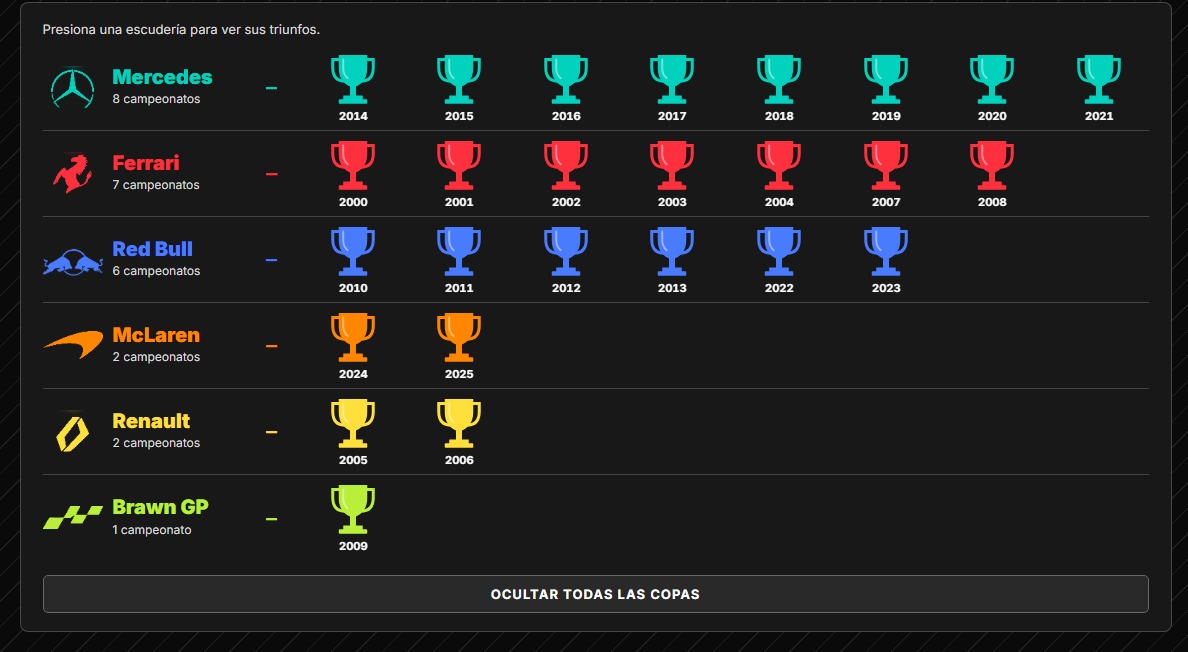 Presiona una escudería para ver sus triunfos.
Mercedes
8 campeonatos
–
2014 2015 2016 2017 2018 2019 2020 2021
Ferrari
7 campeonatos
–
2000 2001 2002 2003 2004 2007 2008
Red Bull
6 campeonatos
–
2010 2011 2012 2013 2022 2023
McLaren
2 campeonatos
–
2024 2025
Renault
2 campeonatos
–
2005 2006
Brawn GP
1 campeonato
–
2009
OCULTAR TODAS LAS COPAS